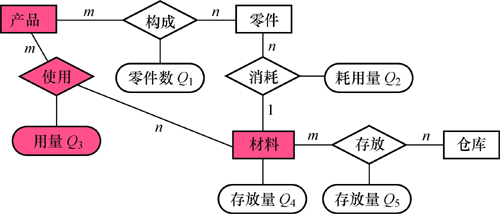 产品 m 构成 n 零件
m n
零件数 Q1
使用 消耗 耗用量 Q2
1
用量 Q3 n
材料 m 存放 n 仓库
存放量 Q4 存放量 Q5